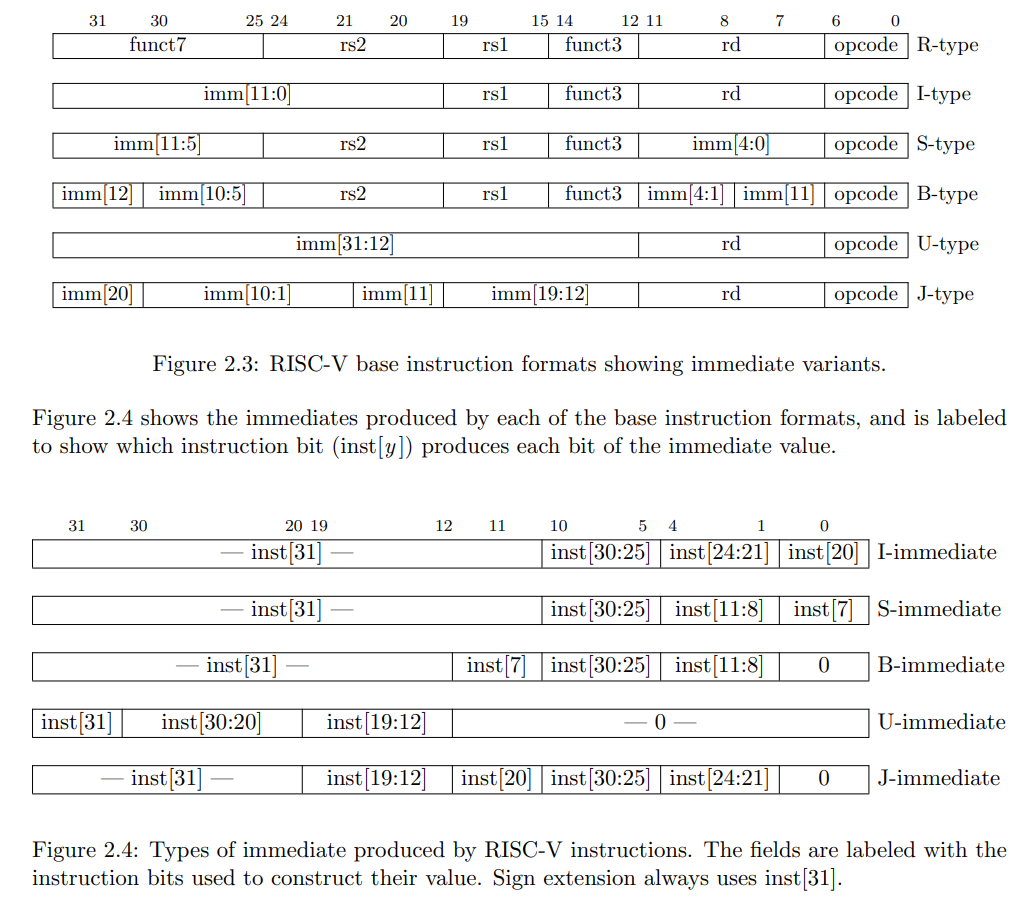 31 30 25 24 21 20 19 15 14 12 11 8 7 6 0
funct7 rs2 rs1 funct3 rd opcode R-type
imm[11:0] rs1 funct3 rd opcode I-type
imm[11:5] rs2 rs1 funct3 imm[4:0] opcode S-type
imm[12] imm[10:5] rs2 rs1 funct3 imm[4:1] imm[11] opcode B-type
imm[31:12] rd opcode U-type
imm[20] imm[10:1] imm[11] imm[19:12] rd opcode J-type
Figure 2.3: RISC-V base instruction formats showing immediate variants.
Figure 2.4 shows the immediates produced by each of the base instruction formats, and is labeled
to show which instruction bit (inst[y]) produces each bit of the immediate value.
31 30 20 19 12 11 10 5 4 1 0
— inst[31] — inst[30:25] inst[24:21] inst[20] I-immediate
— inst[31] — inst[30:25] inst[11:8] inst[7] S-immediate
— inst[31] — inst[7] inst[30:25] inst[11:8] 0 B-immediate
inst[31] inst[30:20] inst[19:12] — 0 — U-immediate
— inst[31] — inst[19:12] inst[20] inst[30:25] inst[24:21] 0 J-immediate
Figure 2.4: Types of immediate produced by RISC-V instructions. The fields are labeled with the
instruction bits used to construct their value. Sign extension always uses inst[31].